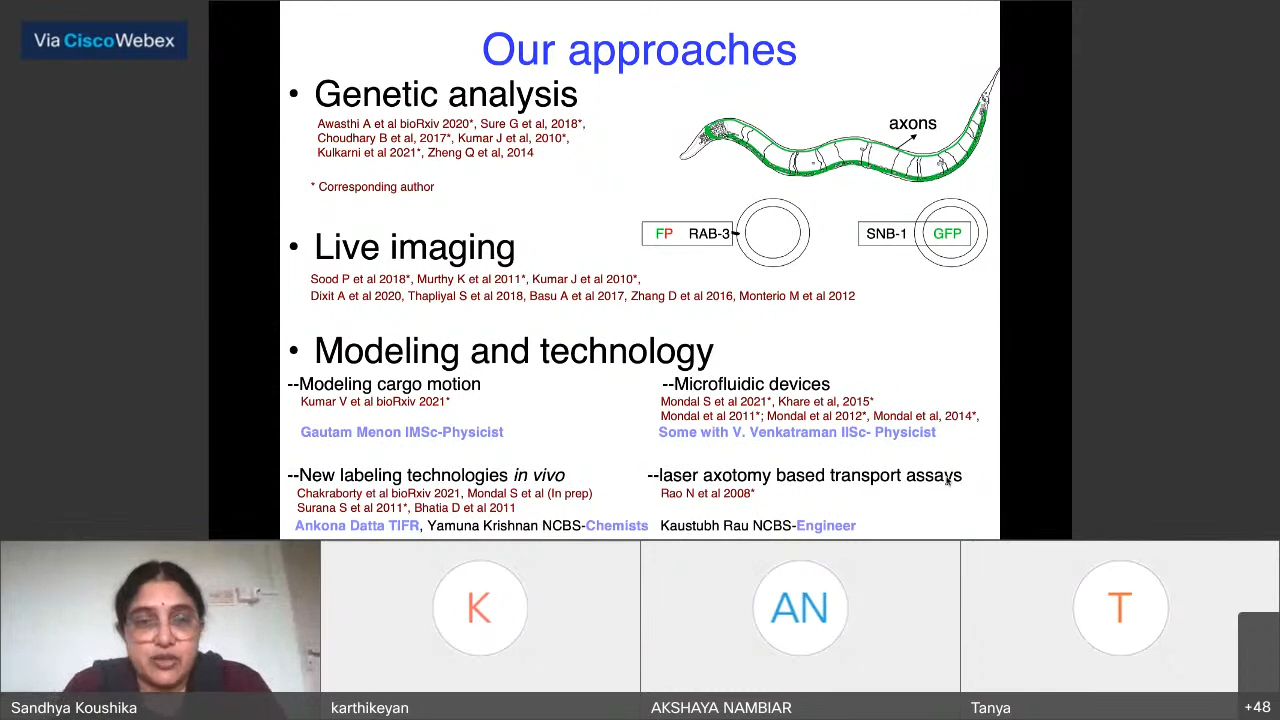 Via Cisco Webex
Our approaches
• Genetic analysis
Awasthi A et al bioRxiv 2020*, Sure G et al, 2018*,
Choudhary B et al, 2017*, Kumar J et al, 2010*,
Kulkarni et al 2021*, Zheng Q et al, 2014
* Corresponding author
axons
FP RAB-3
SNB-1 GFP
• Live imaging
Sood P et al 2018*, Murthy K et al 2011*, Kumar J et al 2010*,
Dixit A et al 2020, Thapliyal S et al 2018, Basu A et al 2017, Zhang D et al 2016, Monterio M et al 2012
• Modeling and technology
--Modeling cargo motion
Kumar V et al bioRxiv 2021*
Gautam Menon IMSc-Physicist
--Microfluidic devices
Mondal S et al 2021*, Khare et al, 2015*
Mondal et al 2011*; Mondal et al 2012*, Mondal et al, 2014*,
Some with V. Venkatraman IISc- Physicist
--New labeling technologies in vivo
Chakraborty et al bioRxiv 2021, Mondal S et al (In prep)
Surana S et al 2011*, Bhatia D et al 2011
Ankona Datta TIFR, Yamuna Krishnan NCBS-Chemists
--laser axotomy based transport assays
Rao N et al 2008*
Kaustubh Rau NCBS-Engineer
K
AN
T
Sandhya Koushika
karthikeyan
AKSHAYA NAMBIAR
Tanya
+48